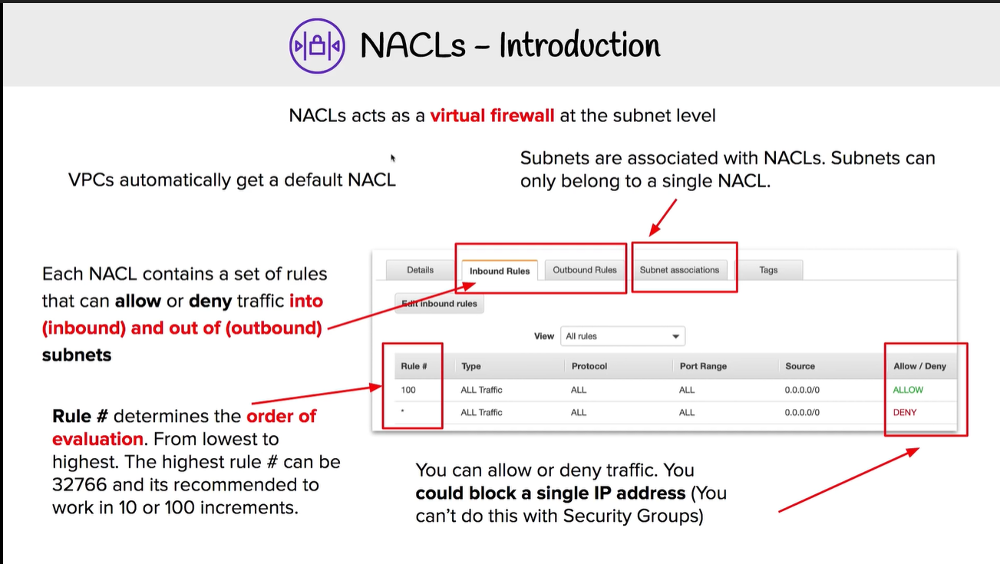 NACLs – Introduction
NACLs acts as a virtual firewall at the subnet level
VPCs automatically get a default NACL
Subnets are associated with NACLs. Subnets can
only belong to a single NACL.
Each NACL contains a set of rules
that can allow or deny traffic into
(inbound) and out of (outbound)
subnets
Details Inbound Rules Outbound Rules Subnet associations Tags
Edit inbound rules
View All rules
Rule # Type Protocol Port Range Source Allow / Deny
100 ALL Traffic ALL ALL 0.0.0.0/0 ALLOW
* ALL Traffic ALL ALL 0.0.0.0/0 DENY
Rule # determines the order of
evaluation. From lowest to
highest. The highest rule # can be
32766 and its recommended to
work in 10 or 100 increments.
You can allow or deny traffic. You
could block a single IP address (You
can’t do this with Security Groups)